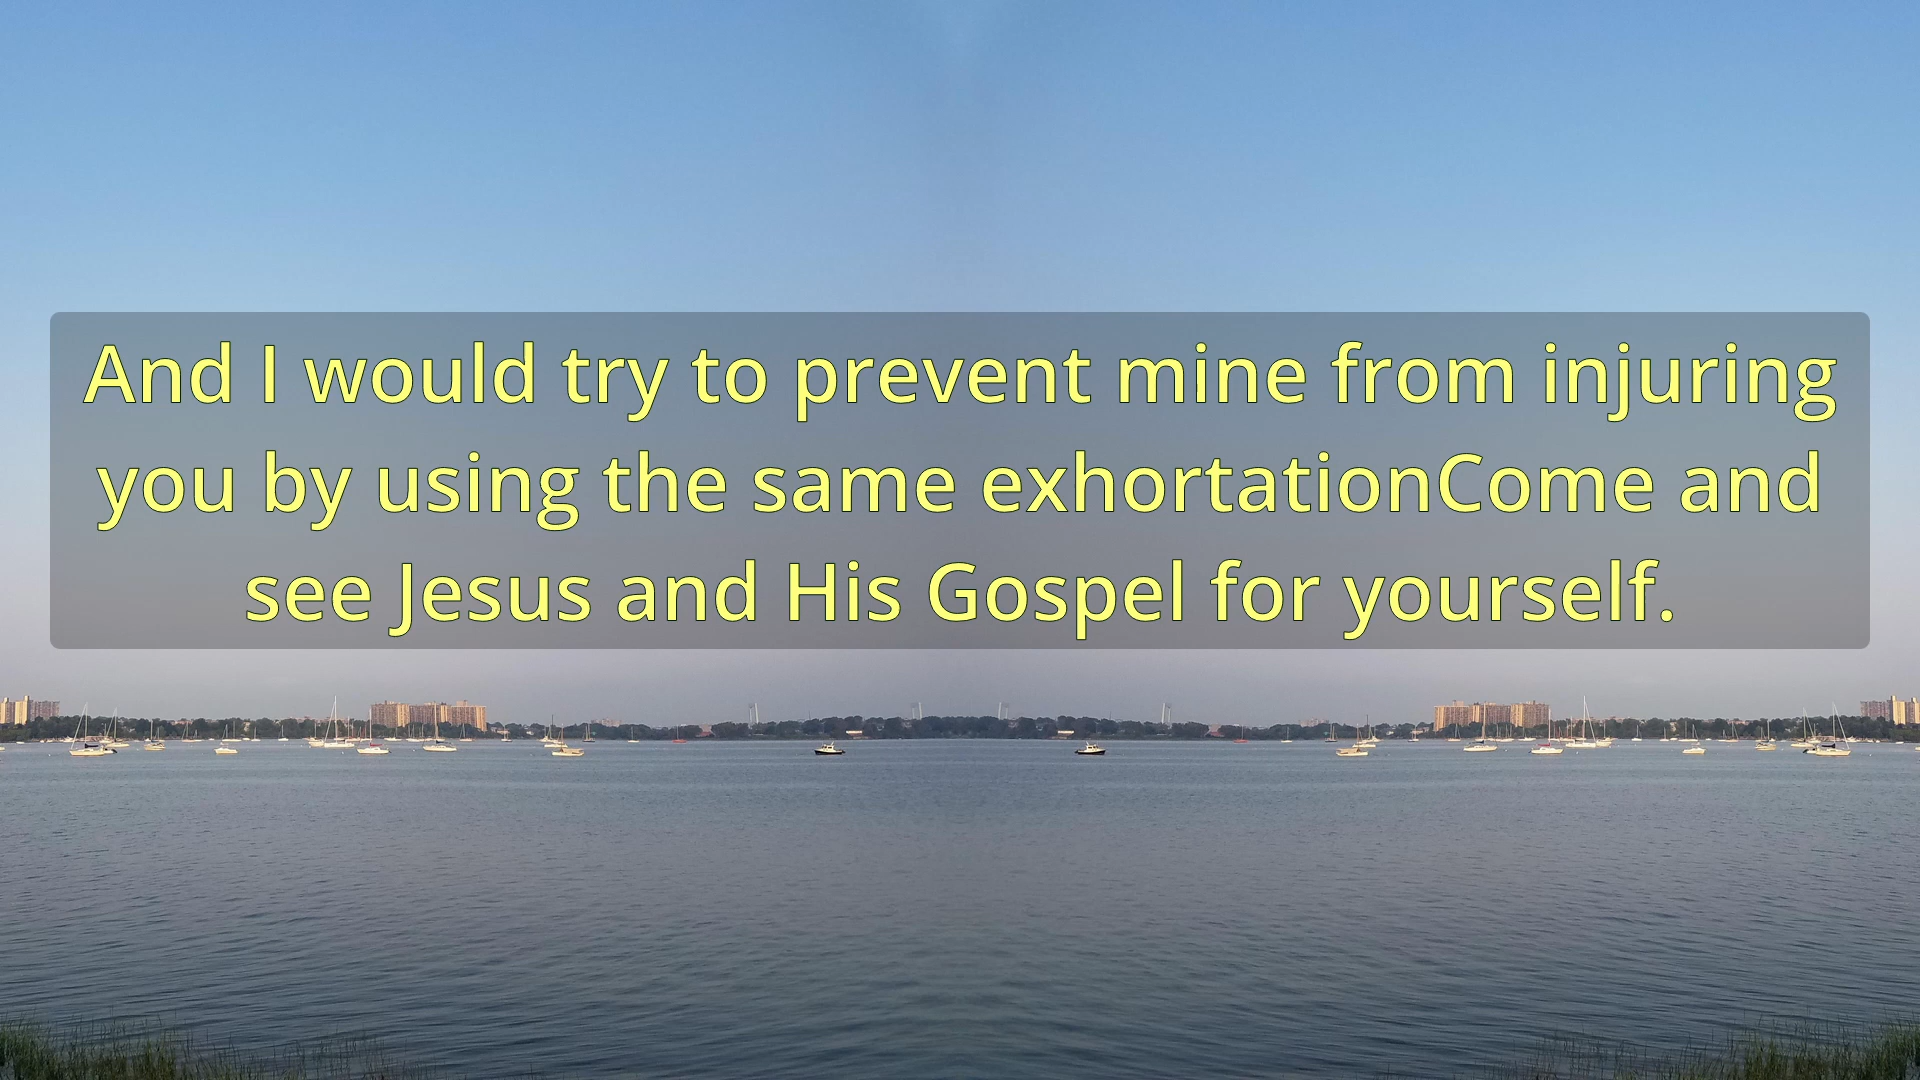 And I would try to prevent mine from injuring
you by using the same exhortationCome and
see Jesus and His Gospel for yourself.